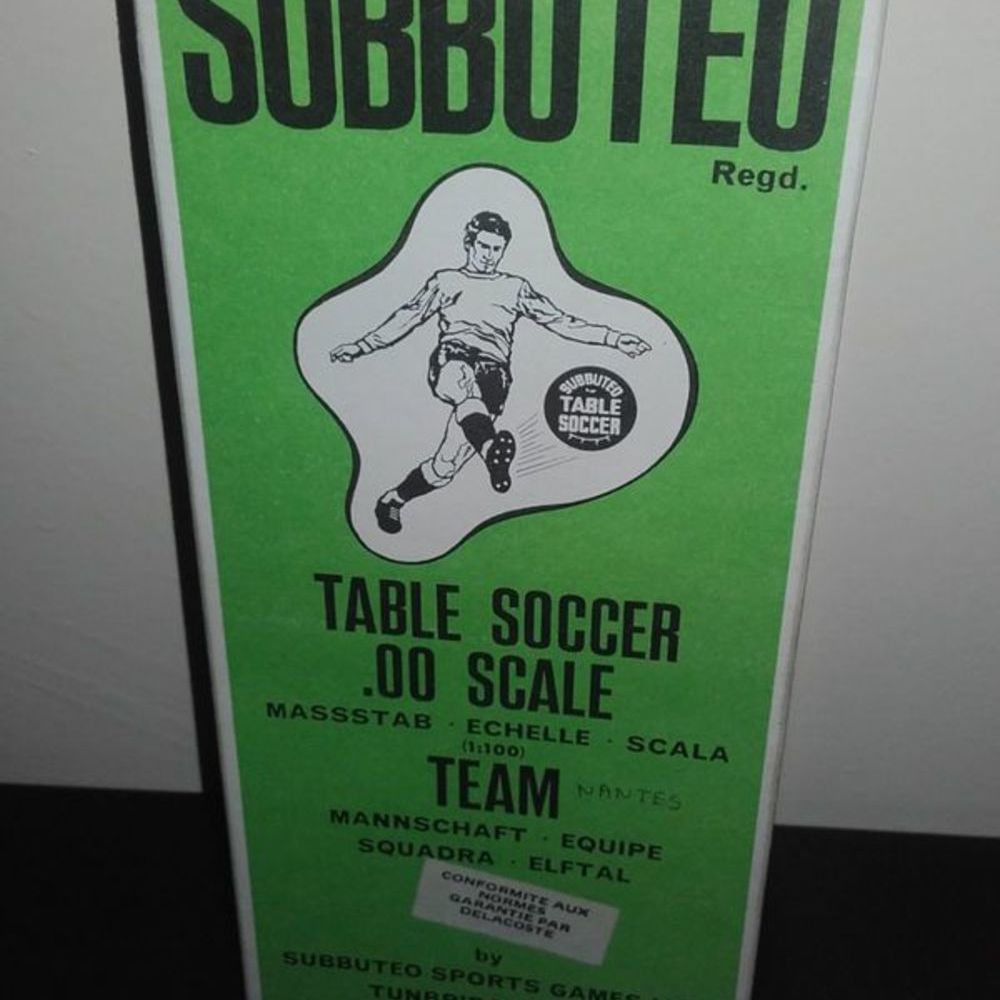 SUBBUTEO
Regd.
SUBBUTEO
TABLE
SOCCER
TABLE SOCCER
.00 SCALE
MASSSTAB · ECHELLE · SCALA
(1:100)
TEAM NANTES
MANNSCHAFT · EQUIPE
SQUADRA · ELFTAL
CONFORMITE AUX
NORMES
GARANTIE PAR
DELACOSTE
by
SUBBUTEO SPORTS GAMES